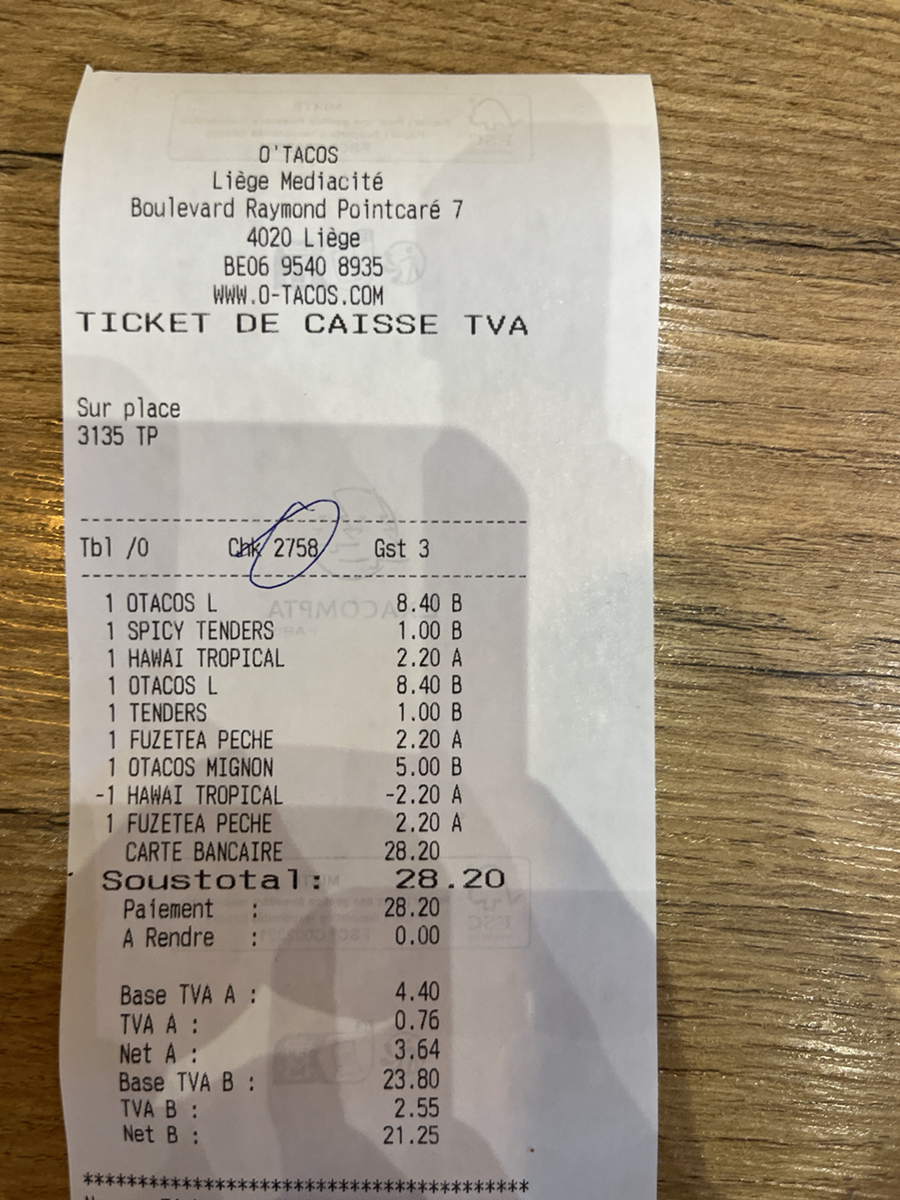 O'TACOS
Liège Mediacité
Boulevard Raymond Pointcaré 7
4020 Liège
BE06 9540 8935
WWW.O-TACOS.COM
TICKET DE CAISSE TVA
Sur place
3135 TP
--------------------------------------------
Tbl /0 Chk 2758 Gst 3
--------------------------------------------
1 OTACOS L 8.40 B
1 SPICY TENDERS 1.00 B
1 HAWAI TROPICAL 2.20 A
1 OTACOS L 8.40 B
1 TENDERS 1.00 B
1 FUZETEA PECHE 2.20 A
1 OTACOS MIGNON 5.00 B
-1 HAWAI TROPICAL -2.20 A
1 FUZETEA PECHE 2.20 A
CARTE BANCAIRE 28.20
Soustotal: 28.20
Paiement : 28.20
A Rendre : 0.00
Base TVA A : 4.40
TVA A : 0.76
Net A : 3.64
Base TVA B : 23.80
TVA B : 2.55
Net B : 21.25
******************************************